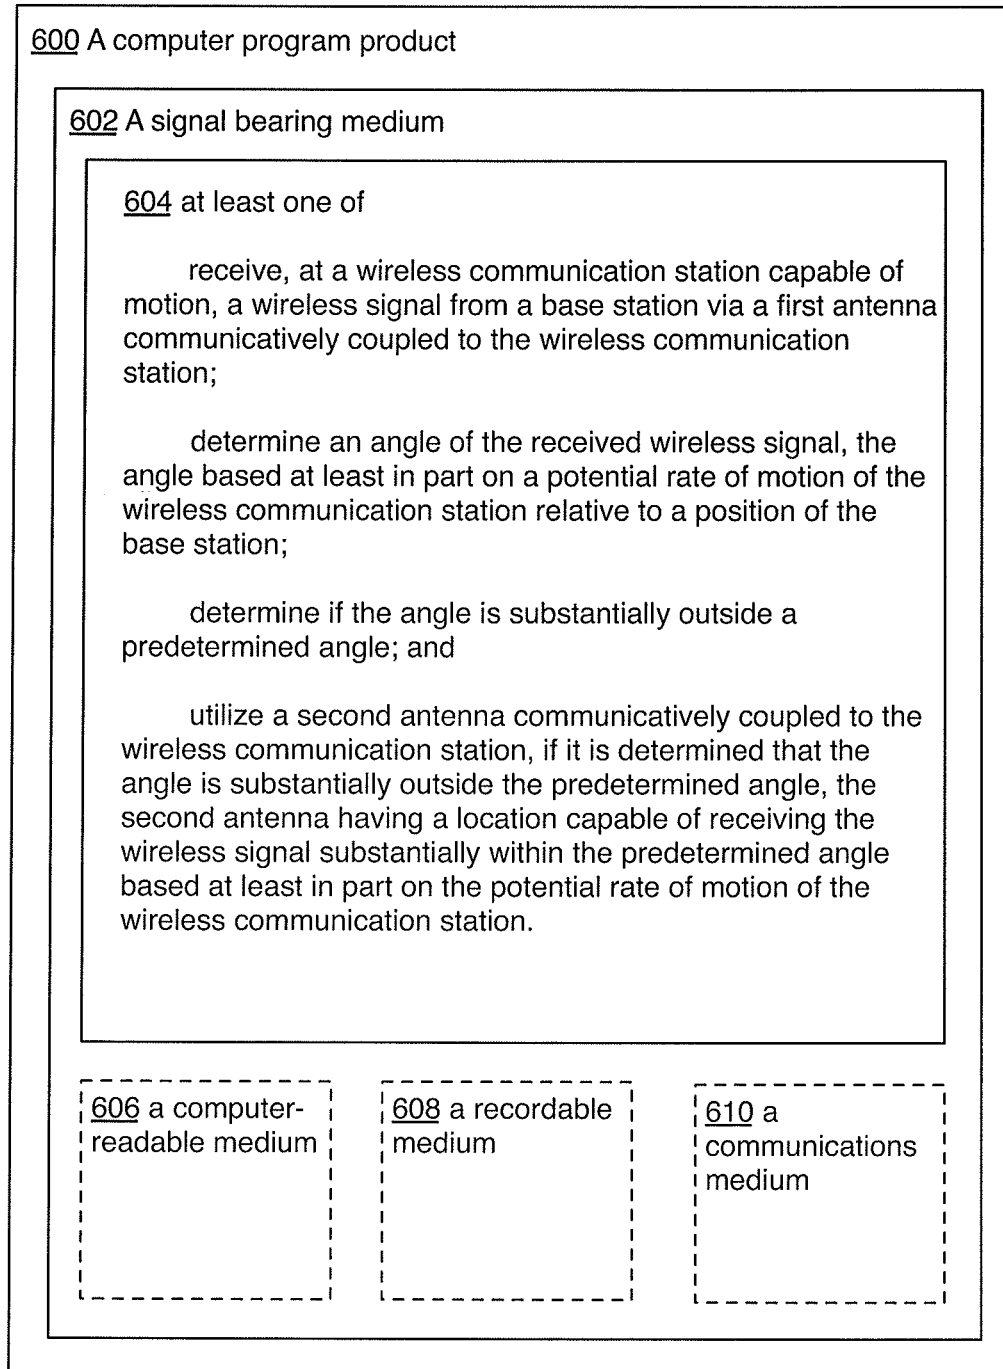 600 A computer program product
602 A signal bearing medium
604 at least one of
receive, at a wireless communication station capable of
motion, a wireless signal from a base station via a first antenna
communicatively coupled to the wireless communication
station;
determine an angle of the received wireless signal, the
angle based at least in part on a potential rate of motion of the
wireless communication station relative to a position of the
base station;
determine if the angle is substantially outside a
predetermined angle; and
utilize a second antenna communicatively coupled to the
wireless communication station, if it is determined that the
angle is substantially outside the predetermined angle, the
second antenna having a location capable of receiving the
wireless signal substantially within the predetermined angle
based at least in part on the potential rate of motion of the
wireless communication station.
606 a computer-
readable medium
608 a recordable
medium
610 a
communications
medium